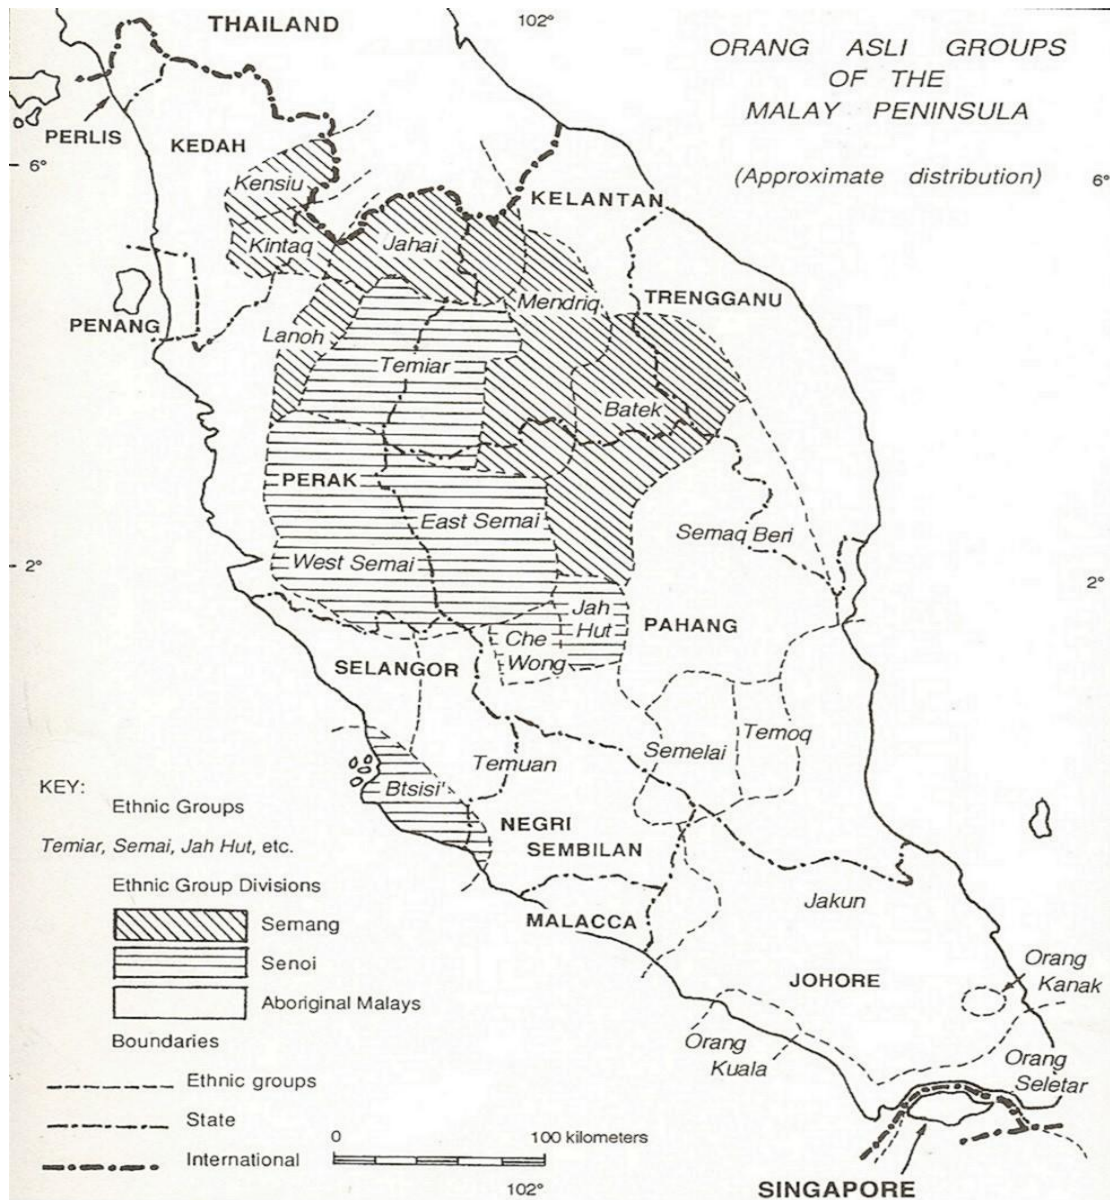 THAILAND
102°
ORANG ASLI GROUPS
OF THE
MALAY PENINSULA
(Approximate distribution)
PERLIS
KEDAH
6°
6°
Kensiu
KELANTAN
Kintaq
Jahai
Mendriq
TRENGGANU
PENANG
Lanoh
Temiar
Batek
PERAK
East Semai
Semaq Beri
West Semai
2°
2°
Jah
Hut
PAHANG
Che
Wong
SELANGOR
Temoq
Semelai
Temuan
Btsisi'
NEGRI
SEMBILAN
Jakun
MALACCA
JOHORE
Orang
Kanak
Orang
Kuala
Orang
Seletar
SINGAPORE
KEY:
Ethnic Groups
Temiar, Semai, Jah Hut, etc.
Ethnic Group Divisions
Semang
Senoi
Aboriginal Malays
Boundaries
Ethnic groups
State
International
0 100 kilometers
102°